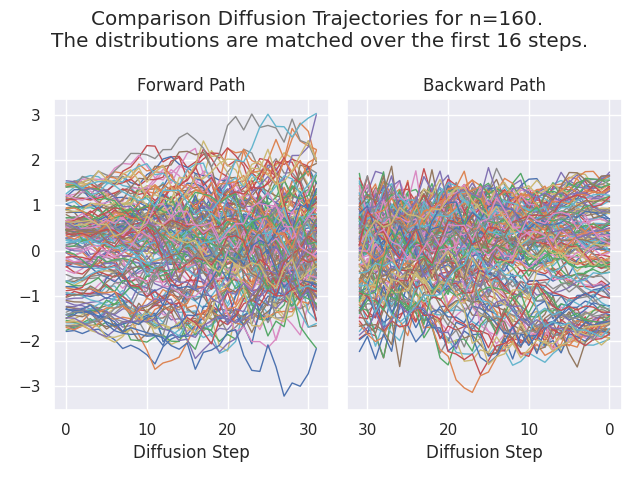 Comparison Diffusion Trajectories for n=160.
The distributions are matched over the first 16 steps.
Forward Path
Backward Path
3
2
1
0
−1
−2
−3
0 10 20 30
30 20 10 0
Diffusion Step
Diffusion Step